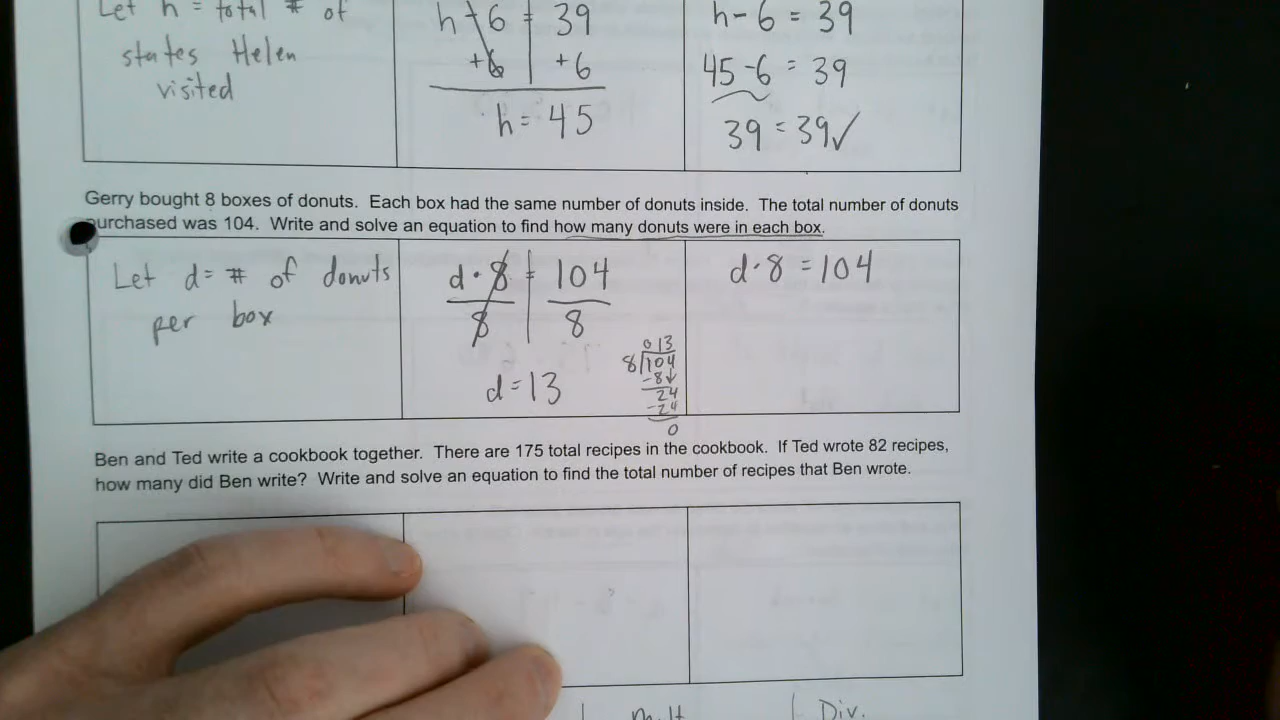 Let h = total # of
states Helen
visited
h - 6 = 39
+6 | +6
h = 45
h - 6 = 39
45 - 6 = 39
39 = 39 ✓
Gerry bought 8 boxes of donuts. Each box had the same number of donuts inside. The total number of donuts
urchased was 104. Write and solve an equation to find how many donuts were in each box.
Let d = # of donuts
per box
d · 8 = 104
8 | 8
d = 13
013
8)104
-8↓
24
-24
0
d · 8 = 104
Ben and Ted write a cookbook together. There are 175 total recipes in the cookbook. If Ted wrote 82 recipes,
how many did Ben write? Write and solve an equation to find the total number of recipes that Ben wrote.
Mult
Div.